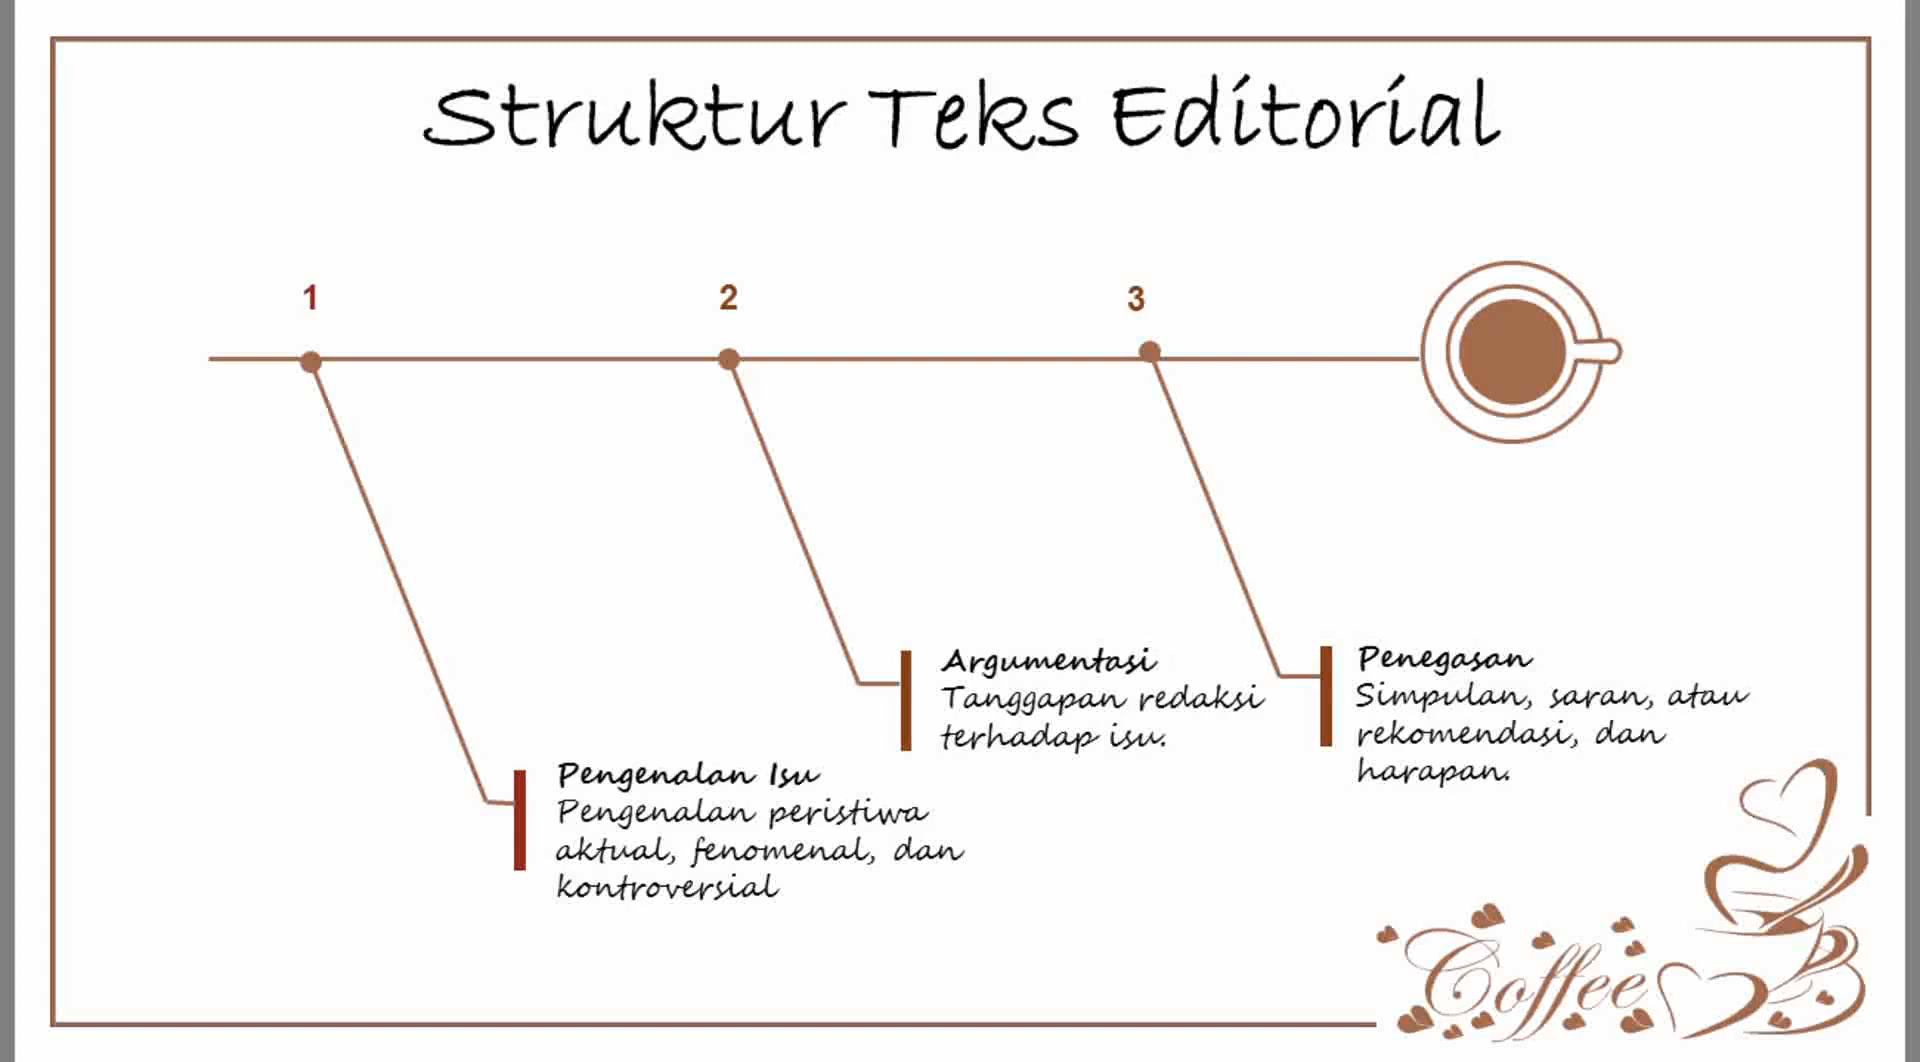 Struktur Teks Editorial
1
2
3
Pengenalan Isu
Pengenalan peristiwa
aktual, fenomenal, dan
kontroversial
Argumentasi
Tanggapan redaksi
terhadap isu.
Penegasan
Simpulan, saran, atau
rekomendasi, dan
harapan.
Coffee